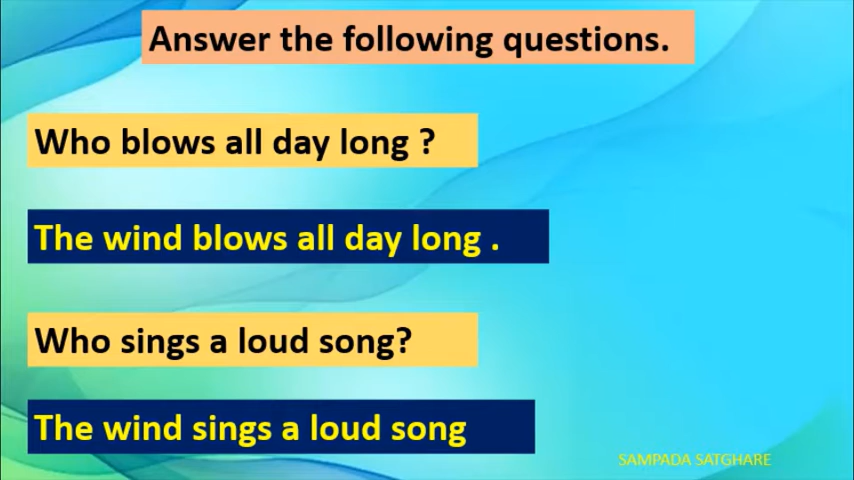 Answer the following questions.
Who blows all day long ?
The wind blows all day long .
Who sings a loud song?
The wind sings a loud song
SAMPADA SATGHARE